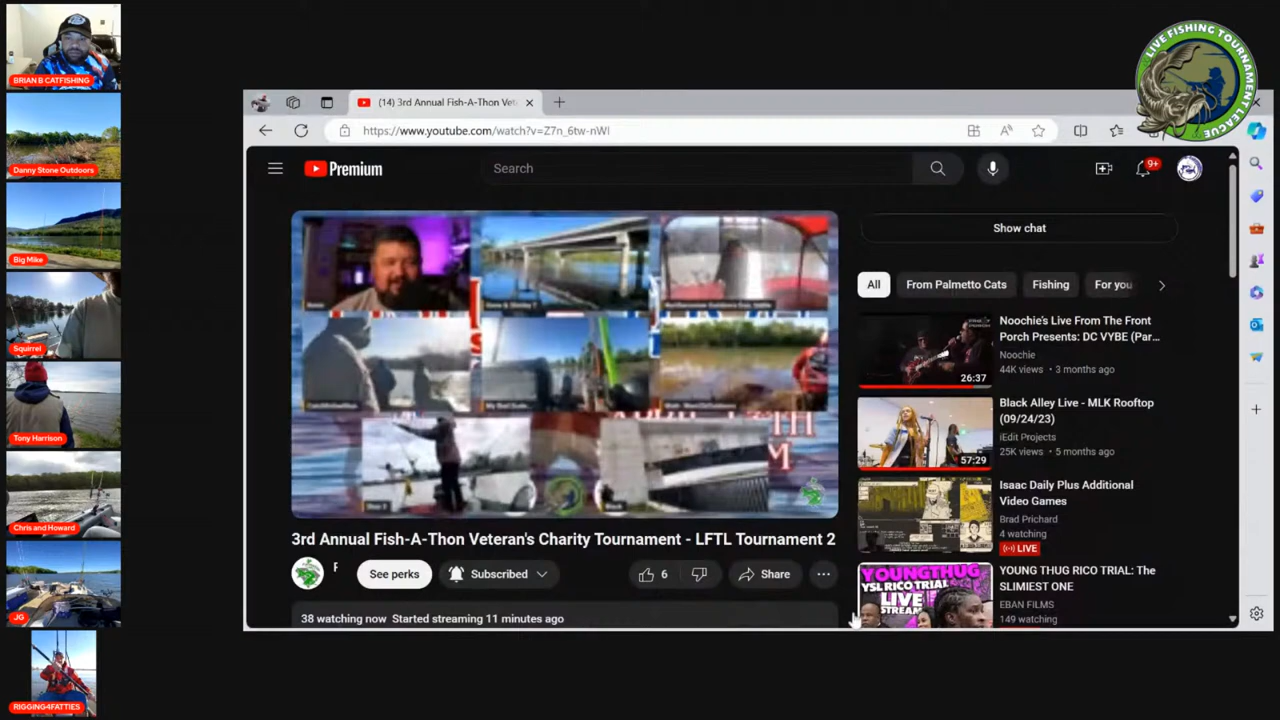 BRIAN B CATFISHING
Danny Stone Outdoors
Big Mike
Squirrel
Tony Harrison
Chris and Howard
JG
RIGGING4FATTIES
LIVE FISHING TOURNAMENT LEAGUE
(14) 3rd Annual Fish-A-Thon Vet
https://www.youtube.com/watch?v=Z7n_6tw-nWI
Premium
Search
9+
Show chat
All
From Palmetto Cats
Fishing
For you
Noochie's Live From The Front
Porch Presents: DC VYBE (Par...
Noochie
44K views • 3 months ago
26:37
Black Alley Live - MLK Rooftop
(09/24/23)
iEdit Projects
25K views • 5 months ago
57:29
Isaac Daily Plus Additional
Video Games
Brad Prichard
4 watching
LIVE
YOUNG THUG RICO TRIAL: The
SLIMIEST ONE
EBAN FILMS
149 watching
YOUNGTHUG
YSL RICO TRIAL
LIVE
STREAM
3rd Annual Fish-A-Thon Veteran's Charity Tournament - LFTL Tournament 2
See perks
Subscribed
6
Share
...
38 watching now Started streaming 11 minutes ago